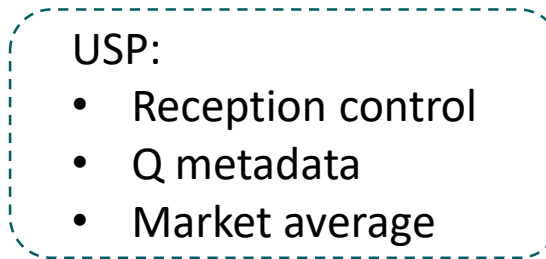 USP:
• Reception control
• Q metadata
• Market average